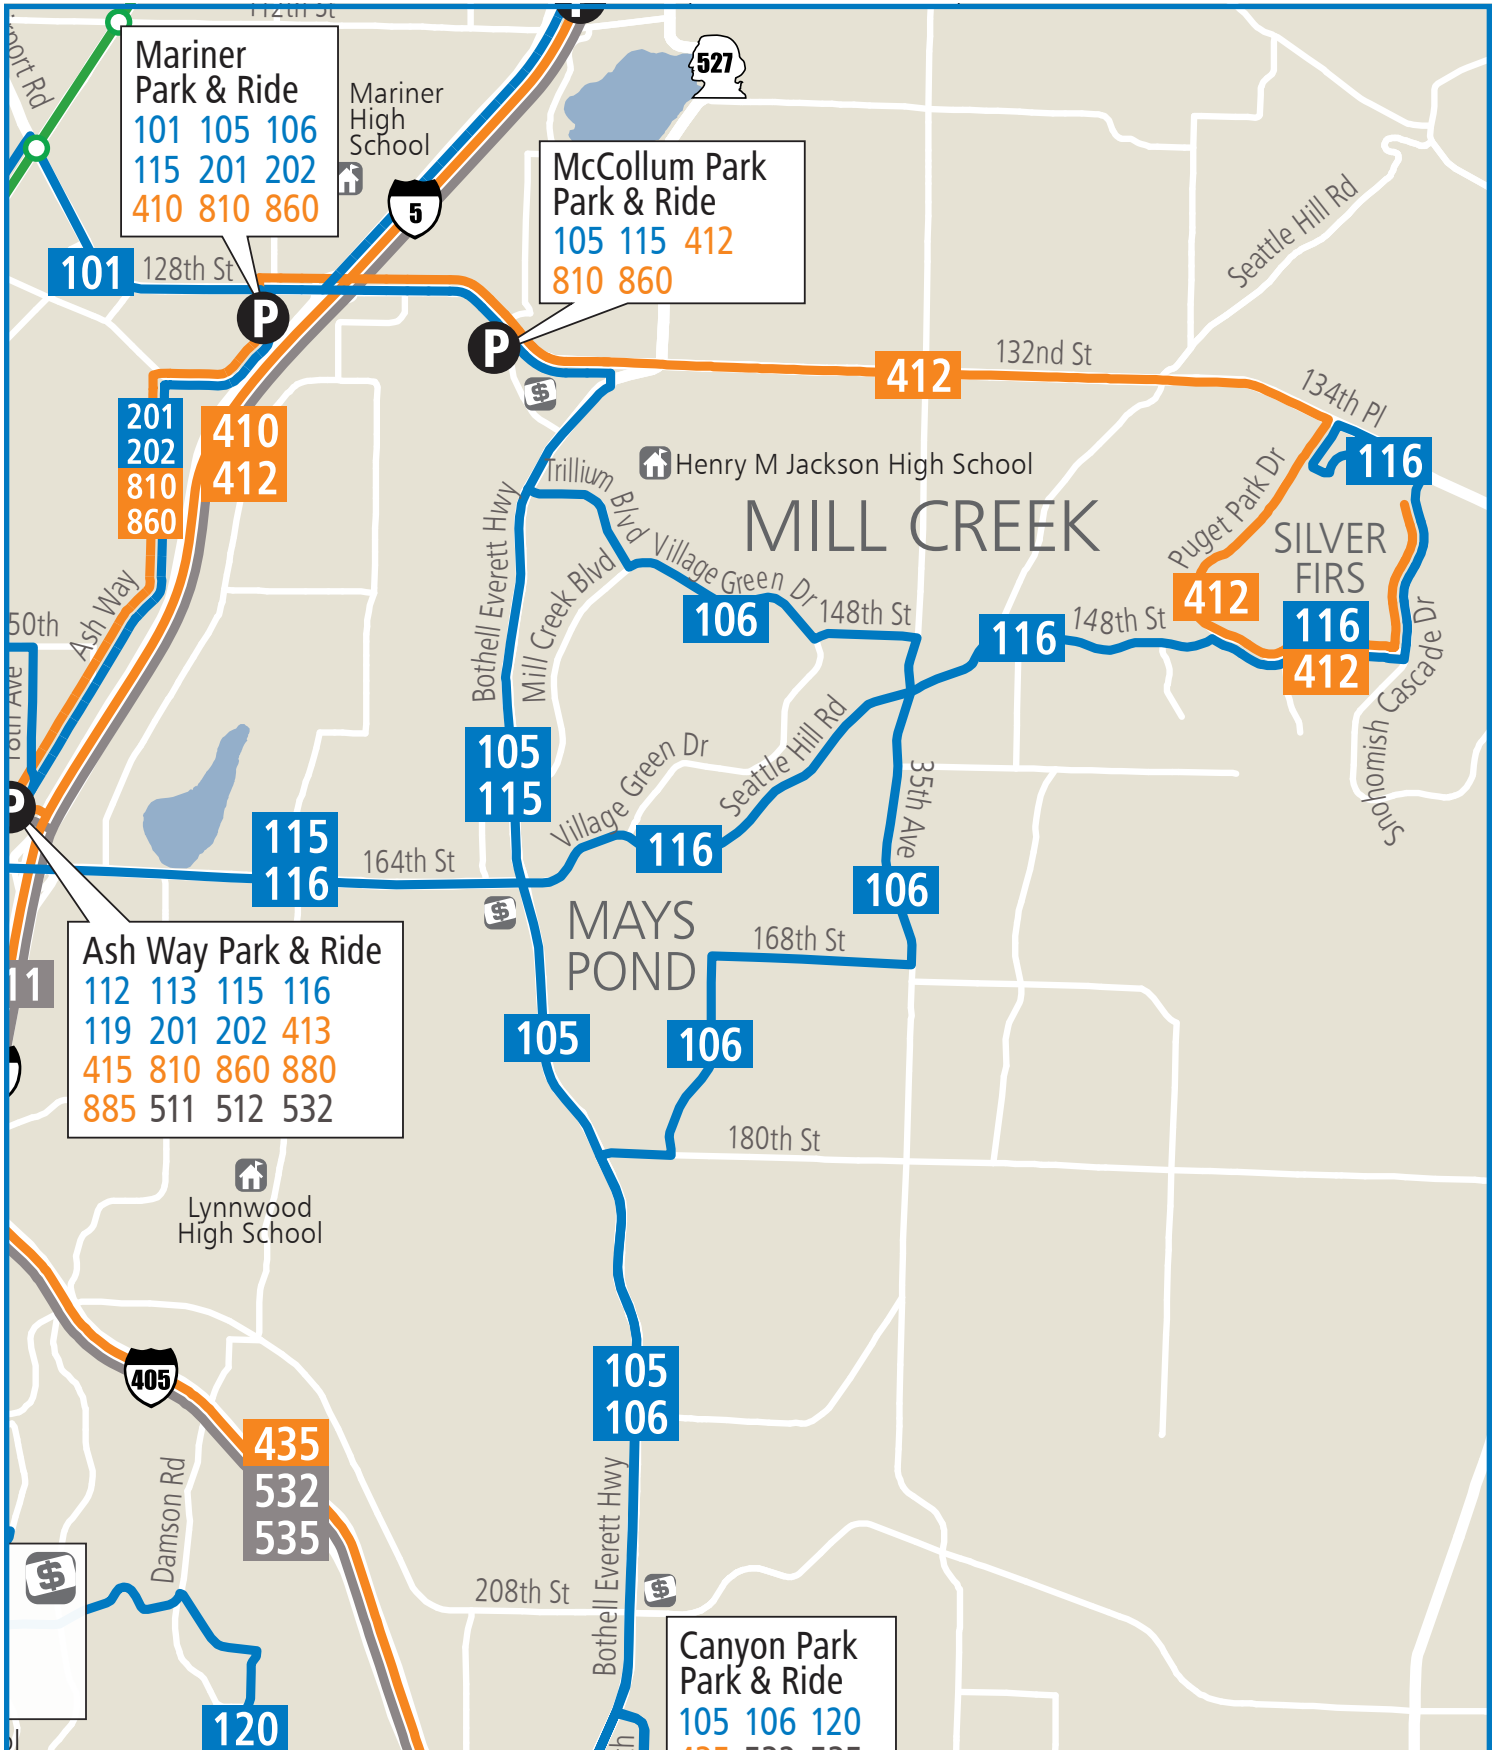 112th St
Mariner
Park & Ride
101 105 106
115 201 202
410 810 860
Mariner
High
School
527
5
McCollum Park
Park & Ride
105 115 412
810 860
Seattle Hill Rd
101
128th St
P
P
412
132nd St
134th Pl
116
201
202
810
860
410
412
$
Henry M Jackson High School
MILL CREEK
Trillium Blvd
Village Green Dr
Puget Park Dr
SILVER
FIRS
Bothell Everett Hwy
Mill Creek Blvd
106
148th St
116
148th St
412
116
412
Ash Way
50th
Snohomish Cascade Dr
105
115
Village Green Dr
Seattle Hill Rd
35th Ave
P
115
116
164th St
116
106
$
MAYS
POND
168th St
11
Ash Way Park & Ride
112 113 115 116
119 201 202 413
415 810 860 880
885 511 512 532
105
106
180th St
Lynnwood
High School
405
105
106
435
532
535
Damson Rd
Bothell Everett Hwy
$
208th St
$
Canyon Park
Park & Ride
105 106 120
120